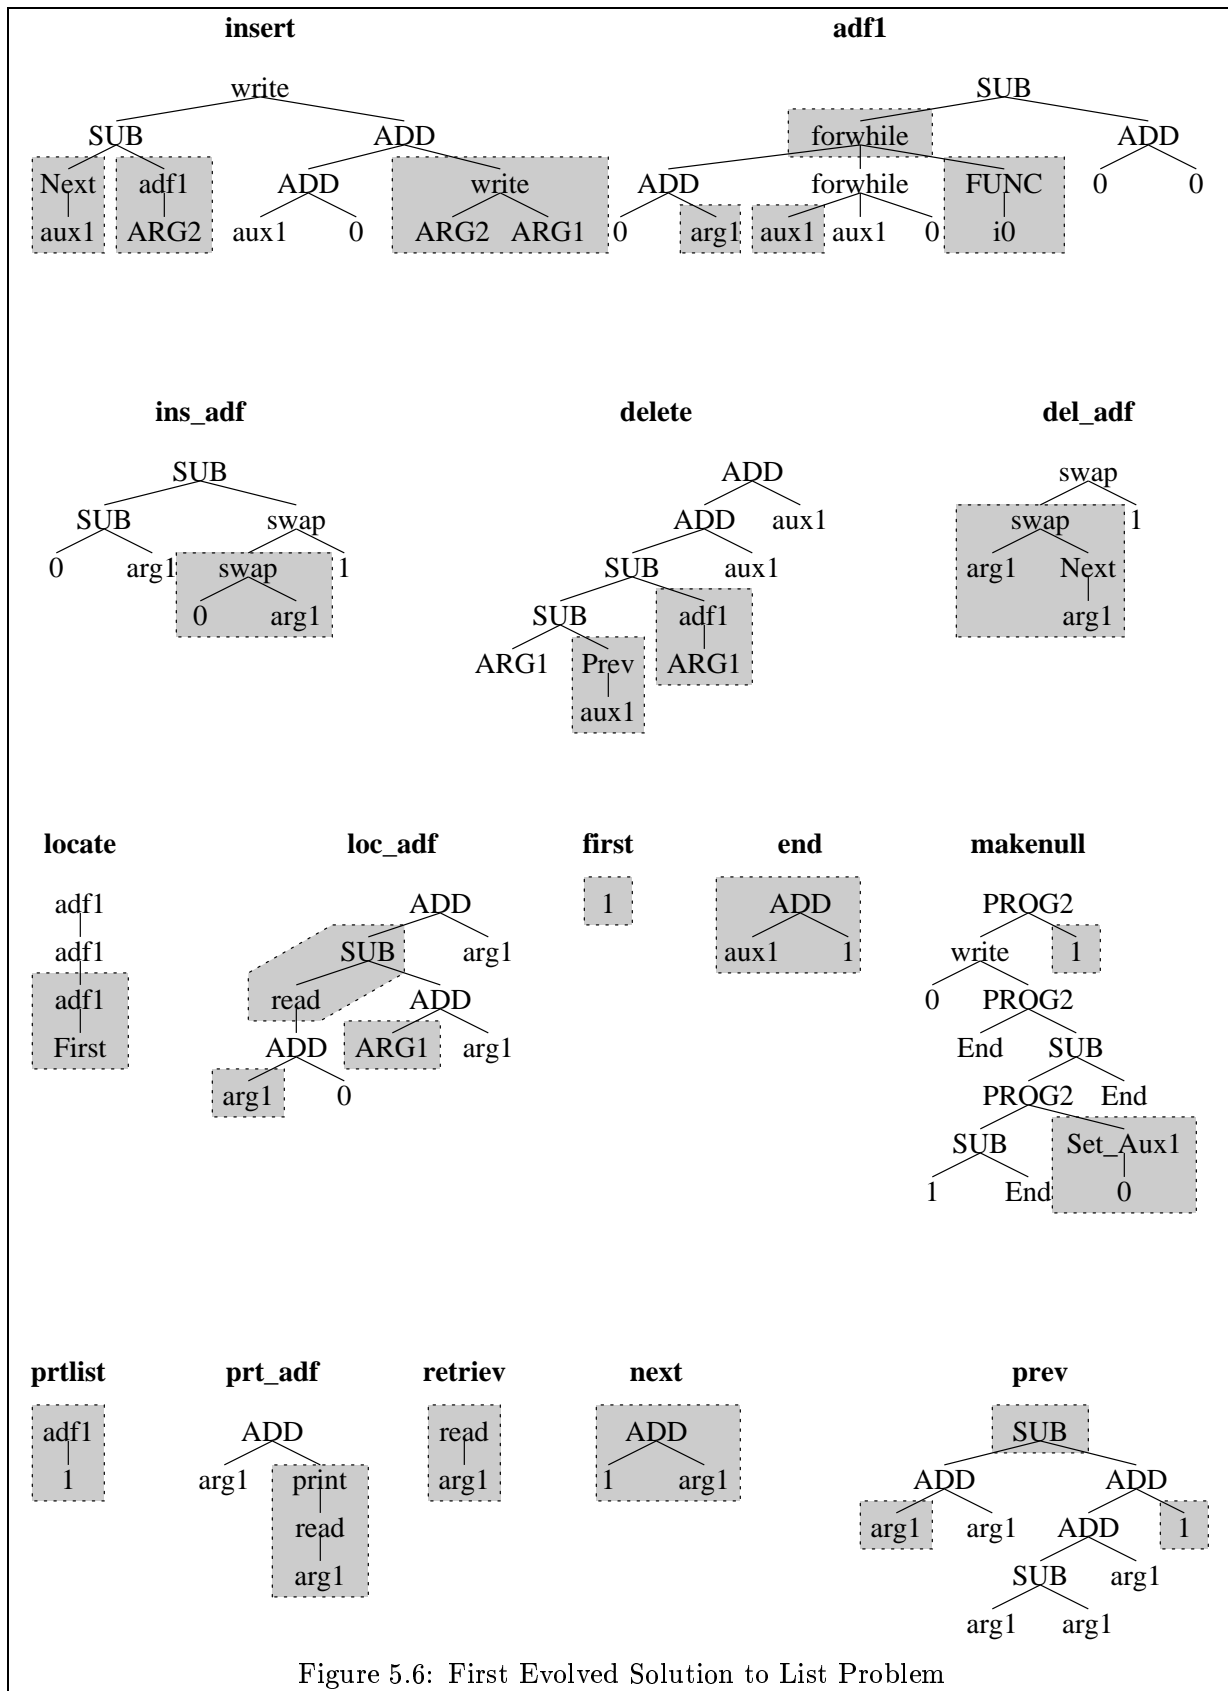 insert adf1
write SUB
SUB ADD forwhile ADD
Next adf1 ADD write ADD forwhile FUNC 0 0
aux1 ARG2 aux1 0 ARG2 ARG1 0 arg1 aux1 aux1 0 i0
ins_adf delete del_adf
SUB ADD swap
SUB swap ADD aux1 swap 1
0 arg1 swap 1 SUB aux1 arg1 Next
0 arg1 SUB adf1 arg1
ARG1 Prev ARG1
aux1
locate loc_adf first end makenull
adf1 ADD 1 ADD PROG2
adf1 SUB arg1 aux1 1 write 1
adf1 read ADD 0 PROG2
First ADD ARG1 arg1 End SUB
arg1 0 PROG2 End
SUB Set_Aux1
1 End 0
prtlist prt_adf retriev next prev
adf1 ADD read ADD SUB
1 arg1 print arg1 1 arg1 ADD ADD
read arg1 arg1 ADD 1
arg1 SUB arg1
arg1 arg1
Figure 5.6: First Evolved Solution to List Problem